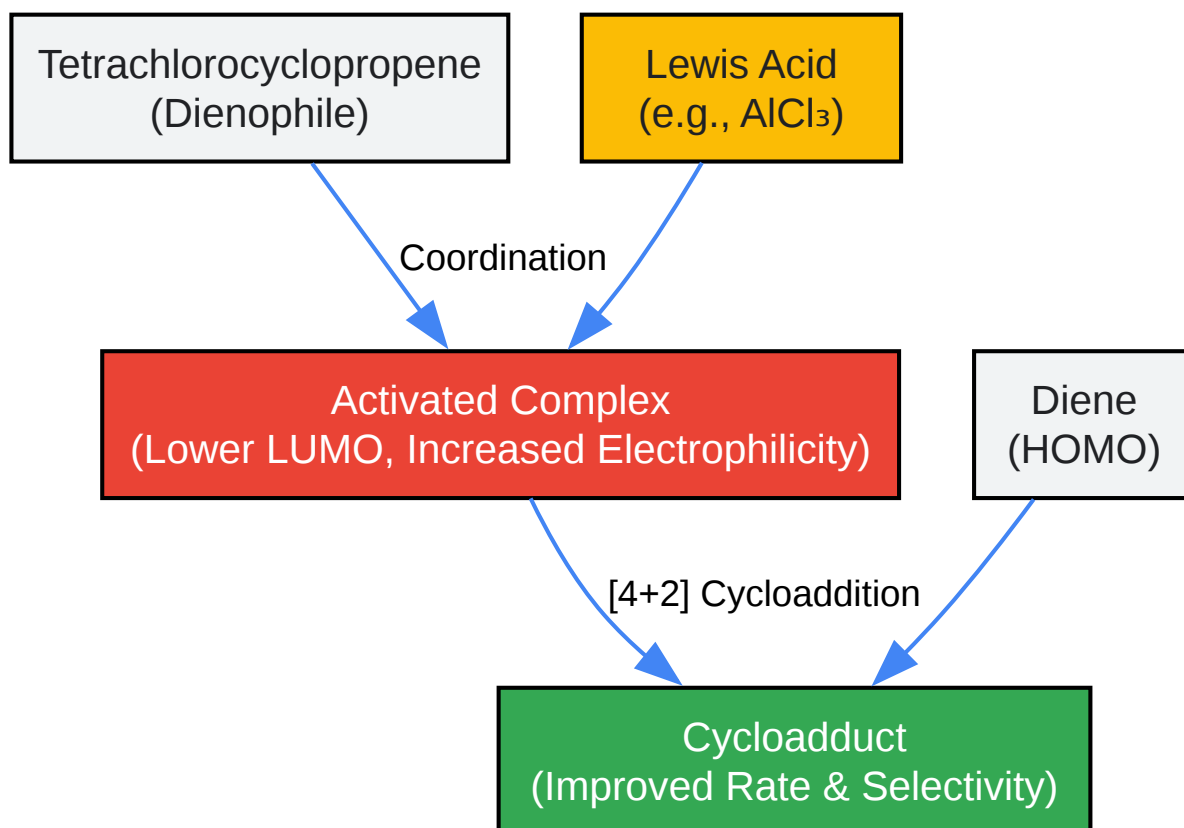 Tetrachlorocyclopropene
(Dienophile)
Lewis Acid
(e.g., AlCl₃)
Coordination
Activated Complex
(Lower LUMO, Increased Electrophilicity)
Diene
(HOMO)
[4+2] Cycloaddition
Cycloadduct
(Improved Rate & Selectivity)